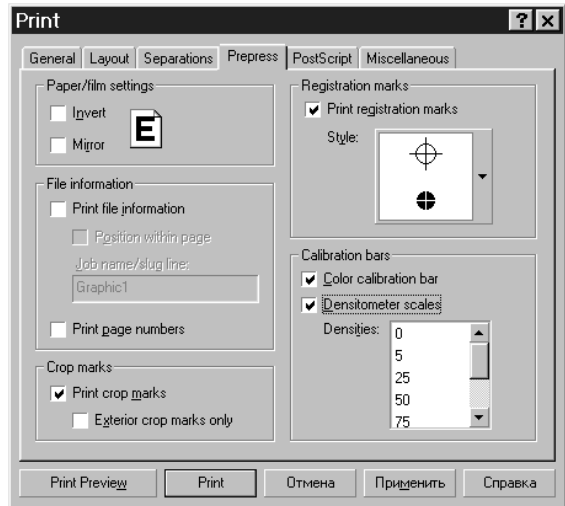 Print
General Layout Separations Prepress PostScript Miscellaneous
Paper/film settings
Invert
Mirror
E
File information
Print file information
Position within page
Job name/slug line:
Graphic1
Print page numbers
Crop marks
Print crop marks
Exterior crop marks only
Registration marks
Print registration marks
Style:
Calibration bars
Color calibration bar
Densitometer scales
Densities:
0
5
25
50
75
Print Preview Print Отмена Применить Справка